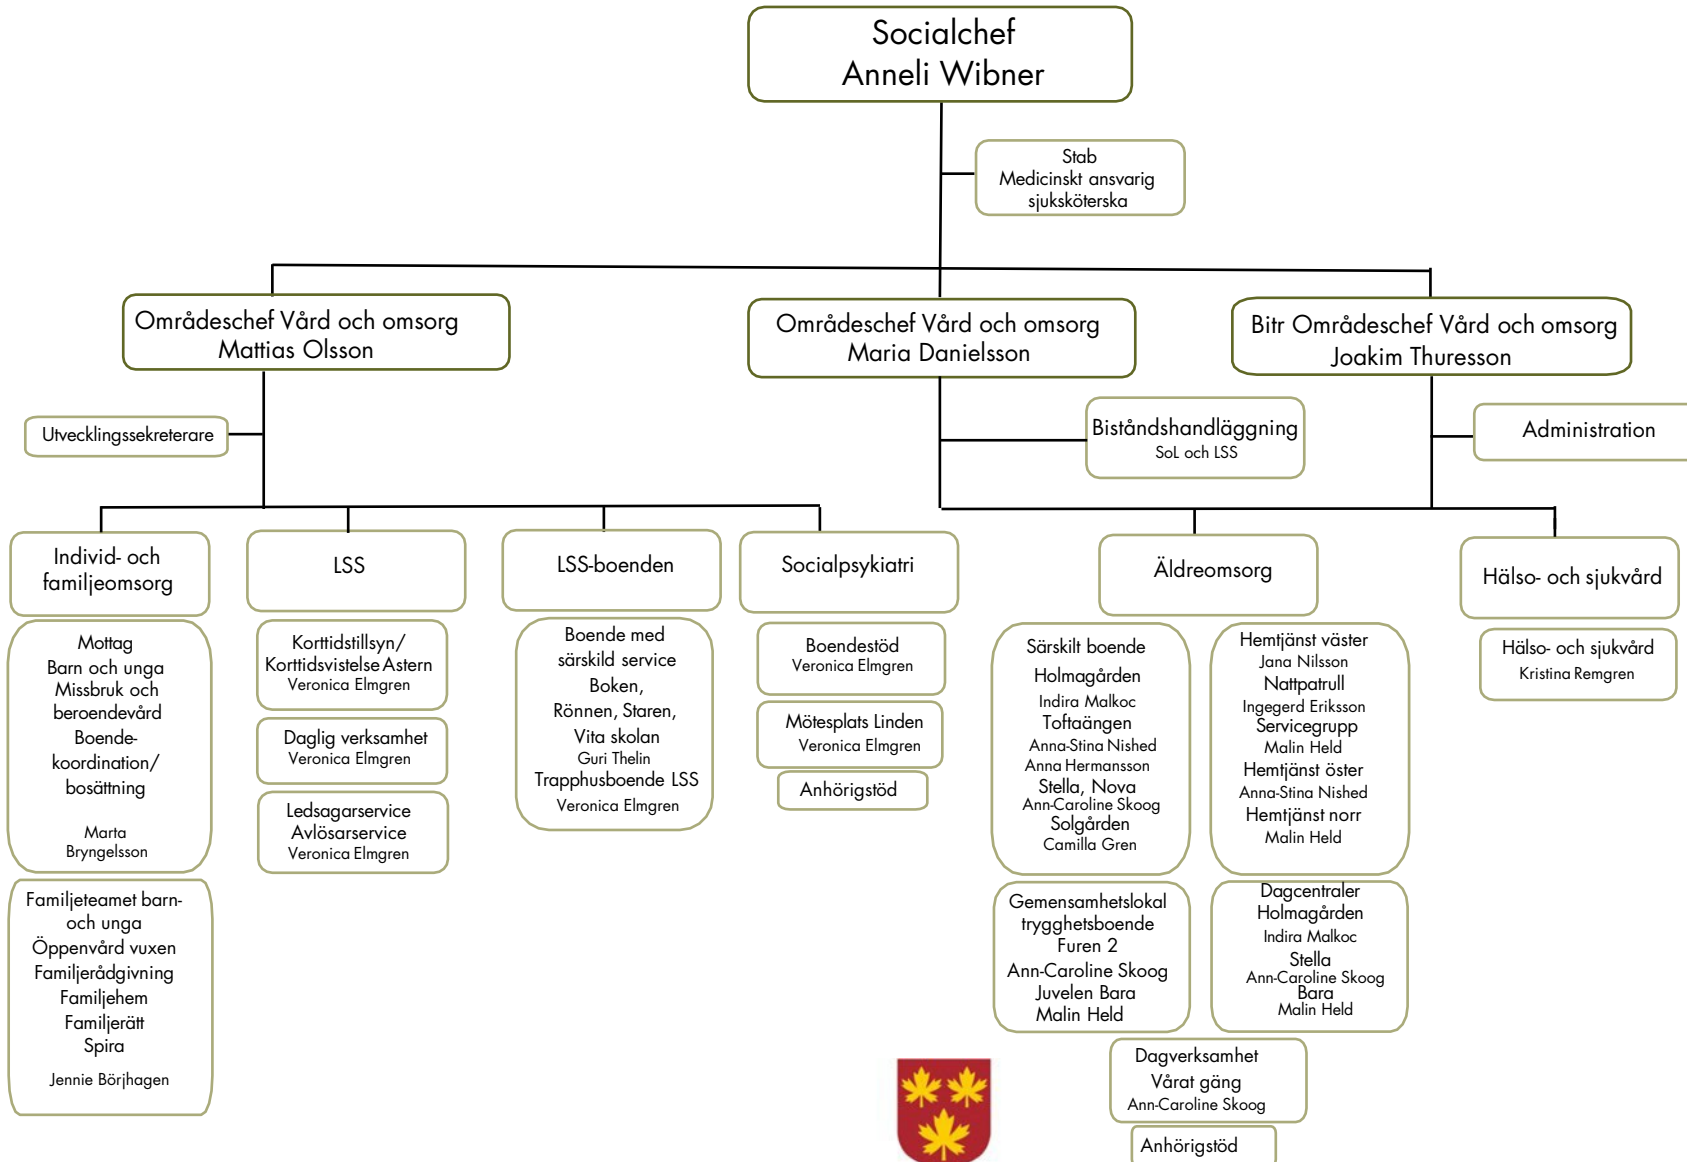 Socialchef
Anneli Wibner
Stab
Medicinskt ansvarig
sjuksköterska
Områdeschef Vård och omsorg
Mattias Olsson
Områdeschef Vård och omsorg
Maria Danielsson
Bitr Områdeschef Vård och omsorg
Joakim Thuresson
Utvecklingssekreterare
Biståndshandläggning
SoL och LSS
Administration
Individ- och
familjeomsorg
LSS
LSS-boenden
Socialpsykiatri
Äldreomsorg
Hälso- och sjukvård
Mottag
Barn och unga
Missbruk och
beroendevård
Boende-
koordination/
bosättning
Marta
Bryngelsson
Familjeteamet barn-
och unga
Öppenvård vuxen
Familjerådgivning
Familjehem
Familjerätt
Spira
Jennie Börjhagen
Korttidstillsyn/
Korttidsvistelse Astern
Veronica Elmgren
Daglig verksamhet
Veronica Elmgren
Ledsagarservice
Avlösarservice
Veronica Elmgren
Boende med
särskild service
Boken,
Rönnen, Staren,
Vita skolan
Guri Thelin
Trapphusboende LSS
Veronica Elmgren
Boendestöd
Veronica Elmgren
Mötesplats Linden
Veronica Elmgren
Anhörigstöd
Särskilt boende
Holmagården
Indira Malkoc
Toftaängen
Anna-Stina Nished
Anna Hermansson
Stella, Nova
Ann-Caroline Skoog
Solgården
Camilla Gren
Hemtjänst väster
Jana Nilsson
Nattpatrull
Ingegerd Eriksson
Servicegrupp
Malin Held
Hemtjänst öster
Anna-Stina Nished
Hemtjänst norr
Malin Held
Hälso- och sjukvård
Kristina Remgren
Gemensamhetslokal
trygghetsboende
Furen 2
Ann-Caroline Skoog
Juvelen Bara
Malin Held
Dagcentraler
Holmagården
Indira Malkoc
Stella
Ann-Caroline Skoog
Bara
Malin Held
Dagverksamhet
Vårat gäng
Ann-Caroline Skoog
Anhörigstöd